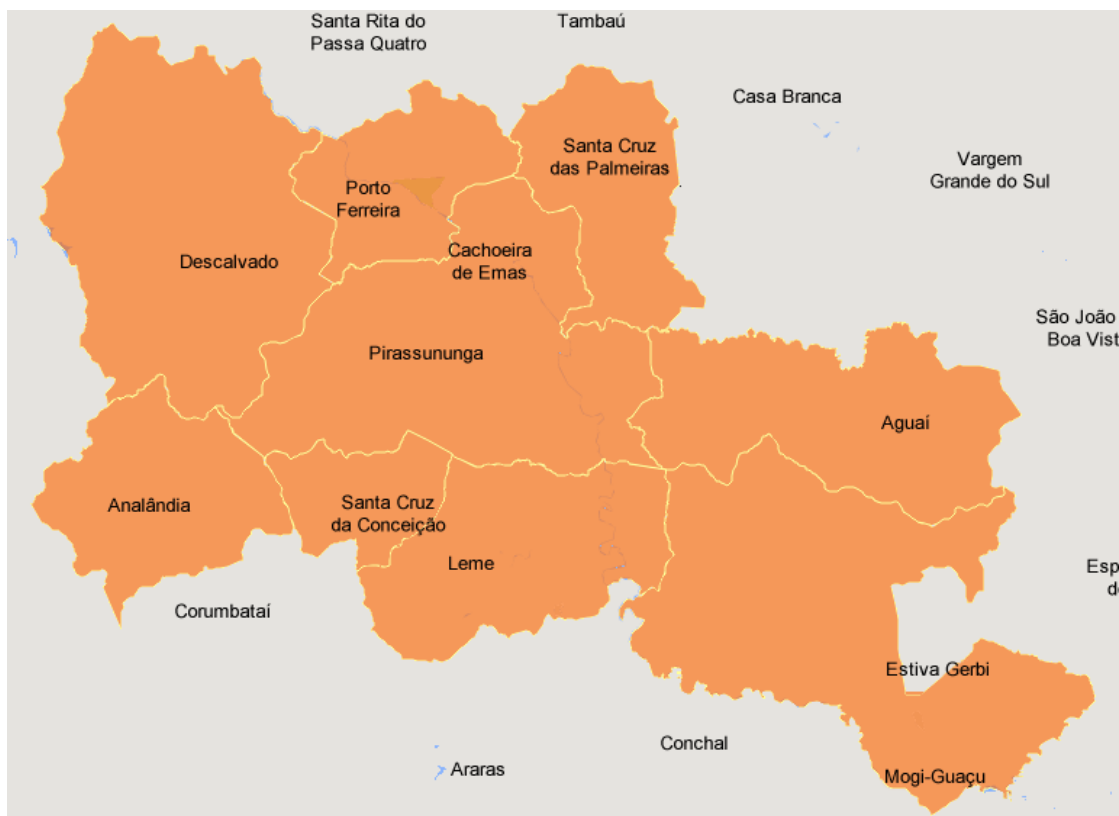 Santa Rita do
Passa Quatro
Tambaú
Casa Branca
Santa Cruz
das Palmeiras
Vargem
Grande do Sul
Porto
Ferreira
Descalvado
Cachoeira
de Emas
São João
Boa Vist
Pirassununga
Aguaí
Analândia
Santa Cruz
da Conceição
Leme
Esp
de
Corumbataí
Estiva Gerbi
Conchal
Araras
Mogi-Guaçu